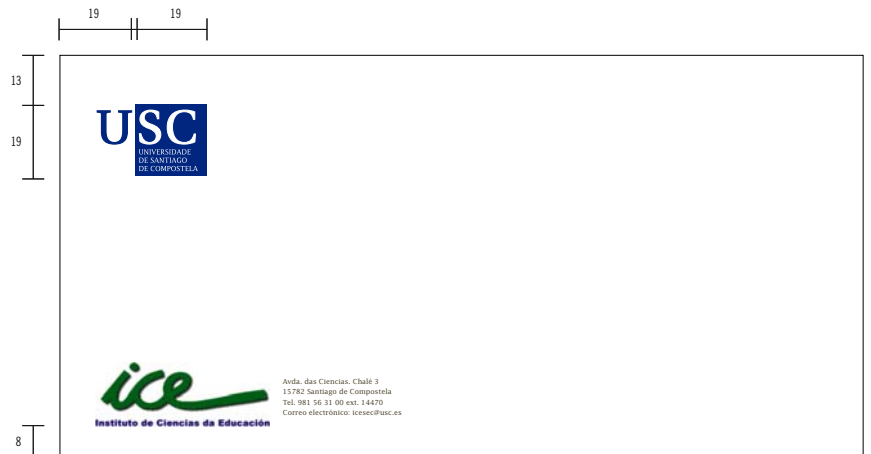 19 19
13
19
USC
UNIVERSIDADE
DE SANTIAGO
DE COMPOSTELA
ice
Instituto de Ciencias da Educación
Avda. das Ciencias. Chalé 3
15782 Santiago de Compostela
Tel. 981 56 31 00 ext. 14470
Correo electrónico: icesec@usc.es
8